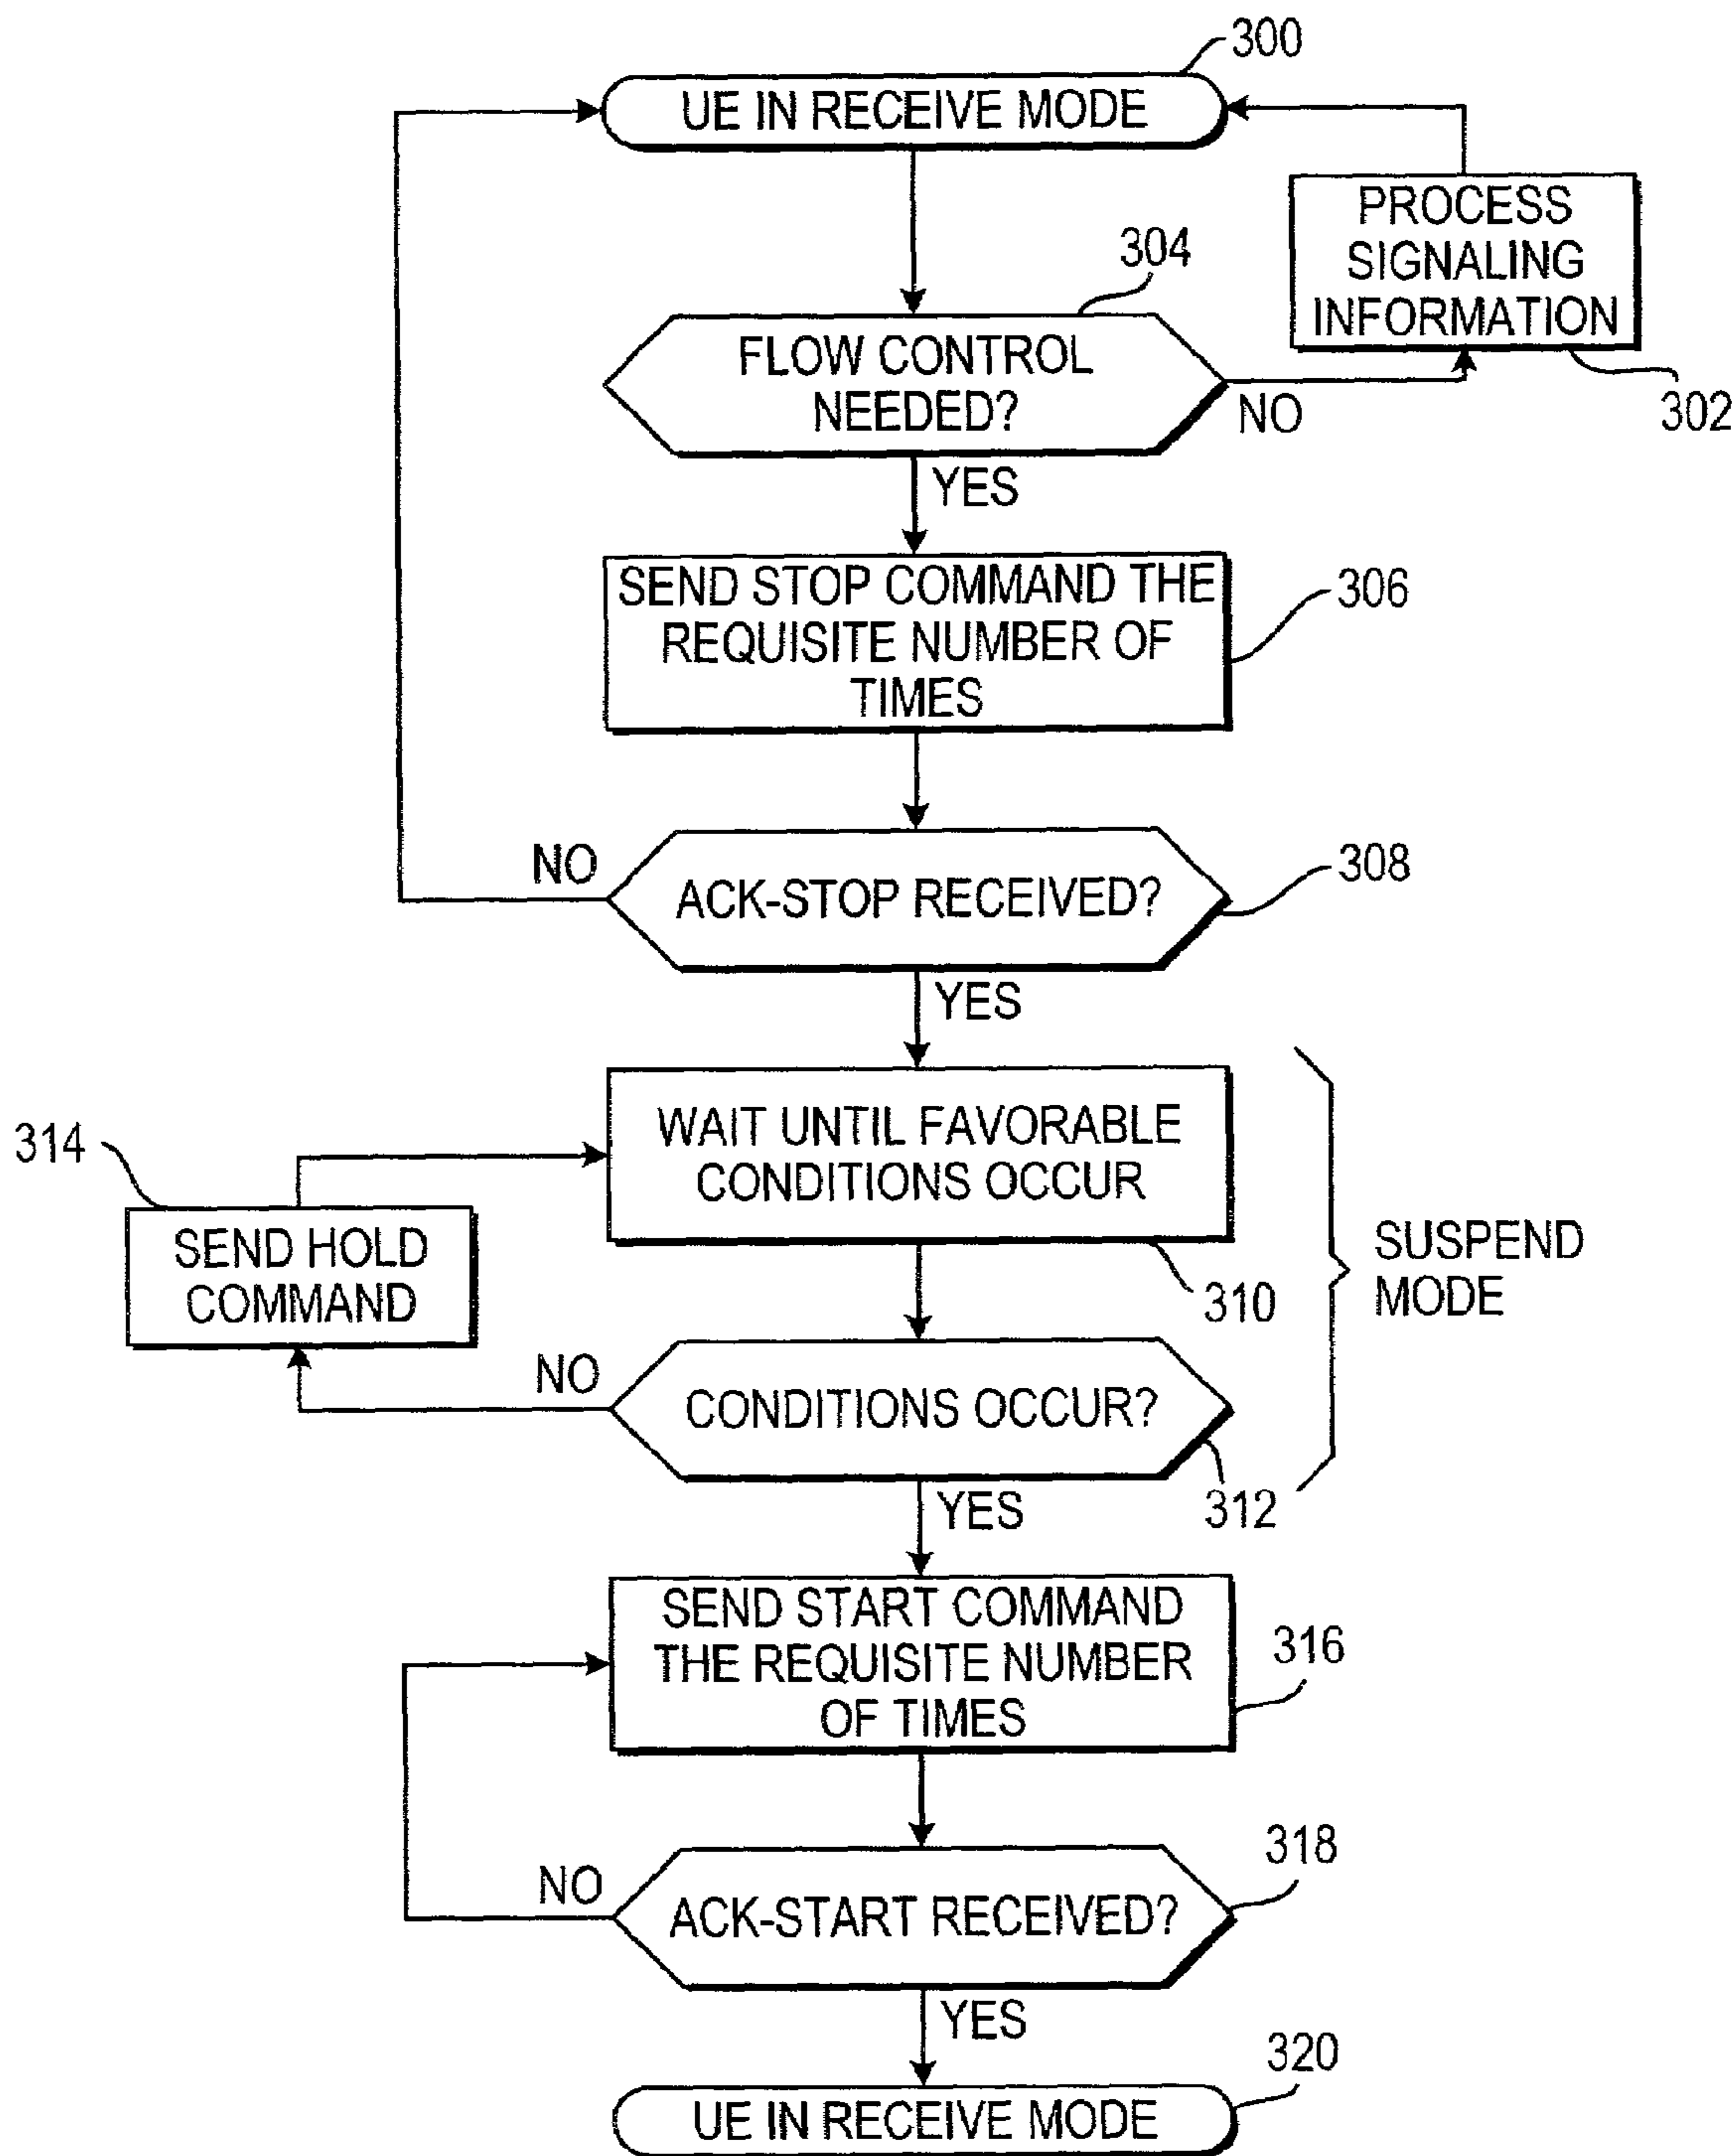 300
UE IN RECEIVE MODE
PROCESS
SIGNALING
INFORMATION
302
304
FLOW CONTROL
NEEDED?
NO
YES
SEND STOP COMMAND THE
REQUISITE NUMBER OF
TIMES
306
NO
ACK-STOP RECEIVED?
308
YES
314
WAIT UNTIL FAVORABLE
CONDITIONS OCCUR
310
SEND HOLD
COMMAND
SUSPEND
MODE
NO
CONDITIONS OCCUR?
312
YES
SEND START COMMAND
THE REQUISITE NUMBER
OF TIMES
316
NO
ACK-START RECEIVED?
318
YES
320
UE IN RECEIVE MODE